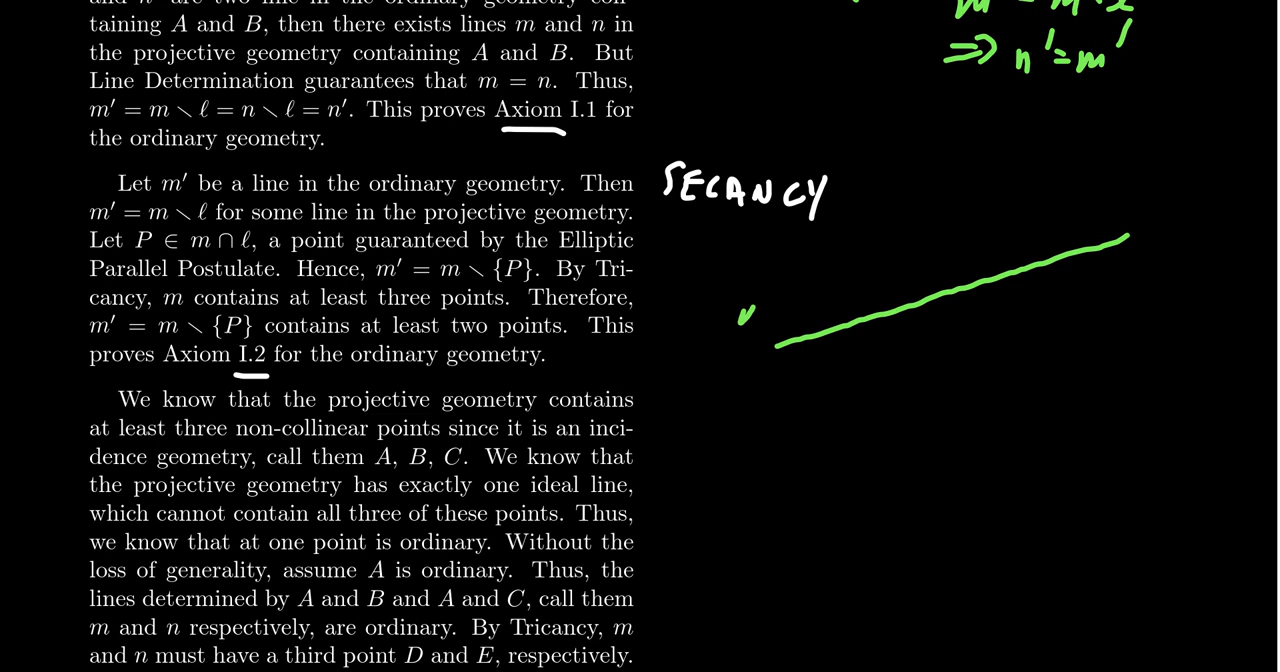 taining A and B, then there exists lines m and n in
the projective geometry containing A and B. But
Line Determination guarantees that m = n. Thus,
m′ = m ∖ ℓ = n ∖ ℓ = n′. This proves Axiom I.1 for
the ordinary geometry.
Let m′ be a line in the ordinary geometry. Then
m′ = m ∖ ℓ for some line in the projective geometry.
Let P ∈ m ∩ ℓ, a point guaranteed by the Elliptic
Parallel Postulate. Hence, m′ = m ∖ {P}. By Tri-
cancy, m contains at least three points. Therefore,
m′ = m ∖ {P} contains at least two points. This
proves Axiom I.2 for the ordinary geometry.
We know that the projective geometry contains
at least three non-collinear points since it is an inci-
dence geometry, call them A, B, C. We know that
the projective geometry has exactly one ideal line,
which cannot contain all three of these points. Thus,
we know that at one point is ordinary. Without the
loss of generality, assume A is ordinary. Thus, the
lines determined by A and B and A and C, call them
m and n respectively, are ordinary. By Tricancy, m
and n must have a third point D and E, respectively.
⇒ n′=m′
SECANCY